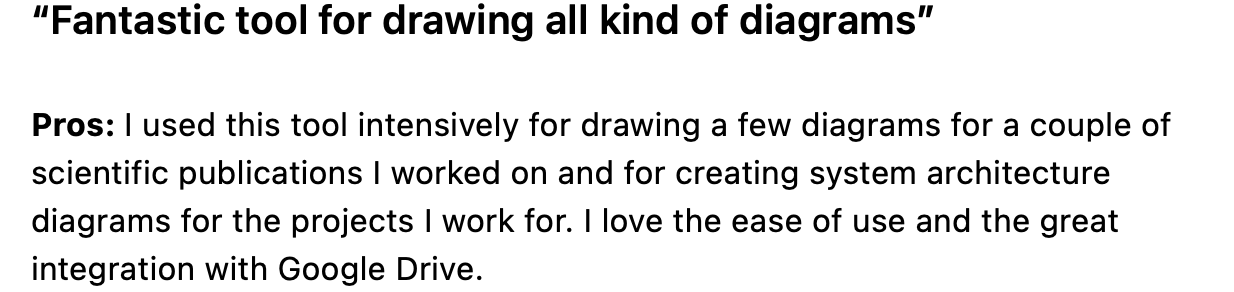 “Fantastic tool for drawing all kind of diagrams”
Pros: I used this tool intensively for drawing a few diagrams for a couple of
scientific publications I worked on and for creating system architecture
diagrams for the projects I work for. I love the ease of use and the great
integration with Google Drive.